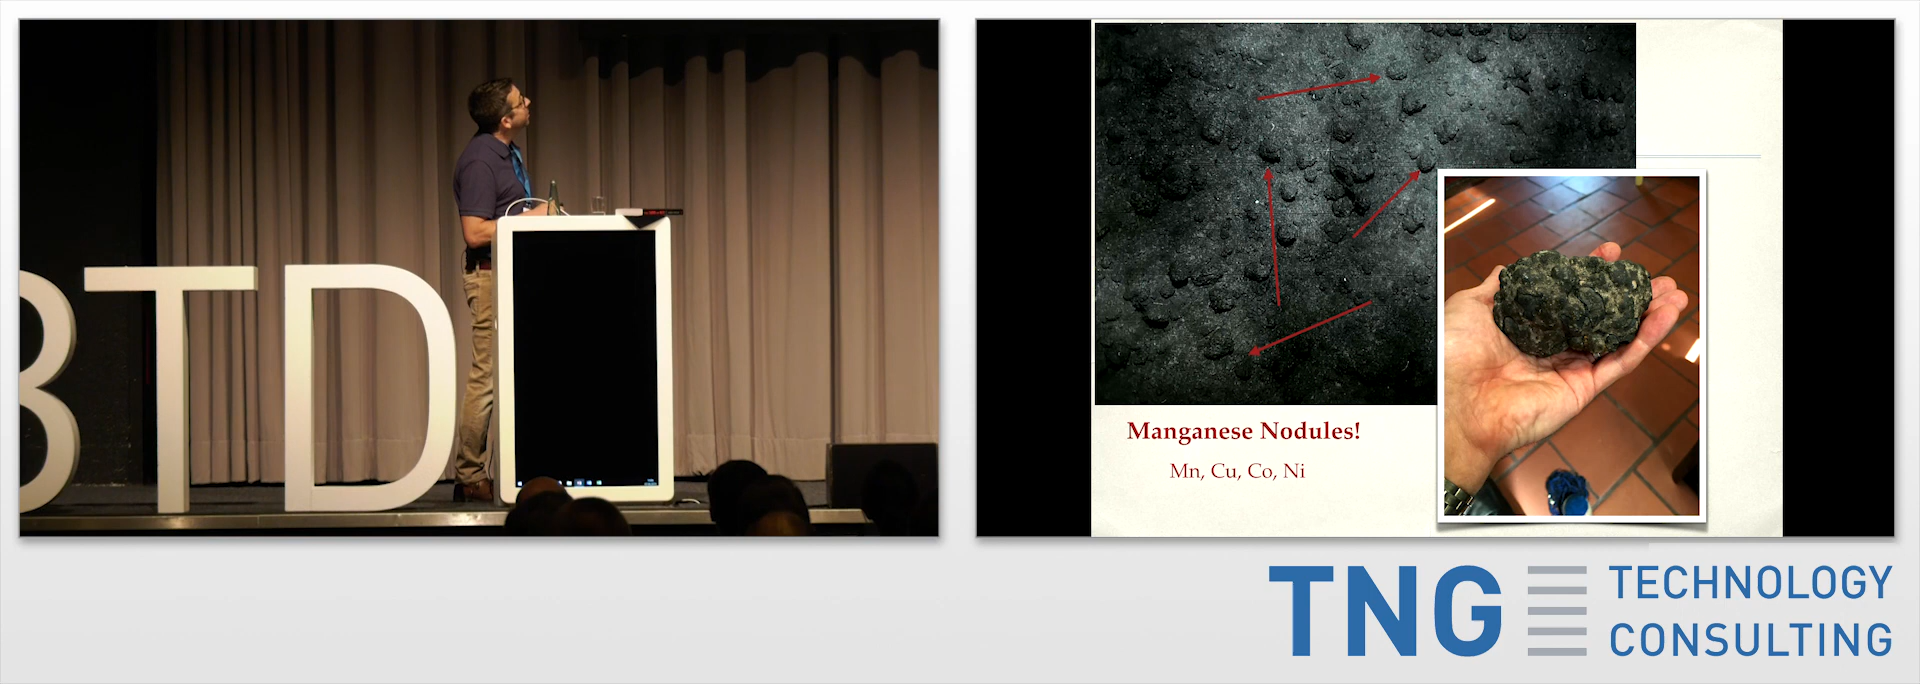 BTD
Manganese Nodules!
Mn, Cu, Co, Ni
TNG TECHNOLOGY
CONSULTING